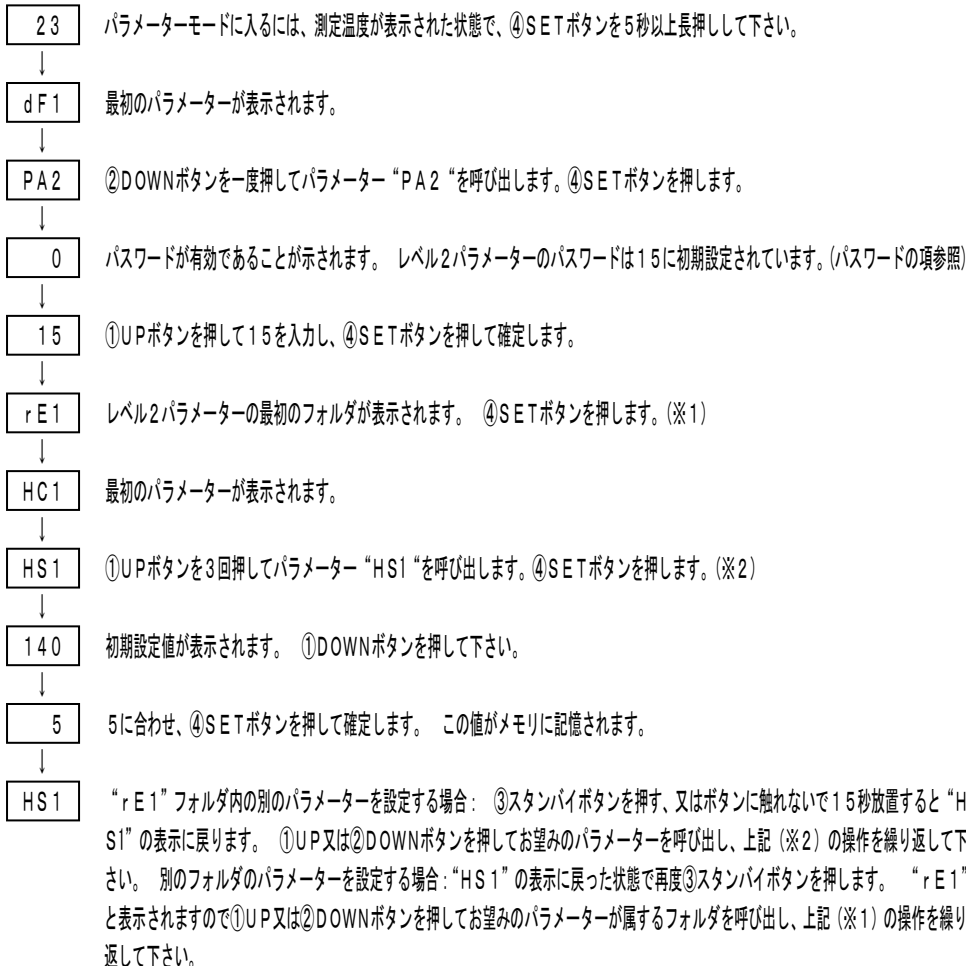 23 パラメーターモードに入るには、測定温度が表示された状態で、④SETボタンを5秒以上長押しして下さい。
↓
dF1 最初のパラメーターが表示されます。
↓
PA2 ②DOWNボタンを一度押してパラメーター“PA2“を呼び出します。④SETボタンを押します。
↓
0 パスワードが有効であることが示されます。 レベル2パラメーターのパスワードは15に初期設定されています。(パスワードの項参照)
↓
15 ①UPボタンを押して15を入力し、④SETボタンを押して確定します。
↓
rE1 レベル2パラメーターの最初のフォルダが表示されます。 ④SETボタンを押します。(※1)
↓
HC1 最初のパラメーターが表示されます。
↓
HS1 ①UPボタンを3回押してパラメーター“HS1“を呼び出します。④SETボタンを押します。(※2)
↓
140 初期設定値が表示されます。 ①DOWNボタンを押して下さい。
↓
5 5に合わせ、④SETボタンを押して確定します。 この値がメモリに記憶されます。
↓
HS1 “rE1”フォルダ内の別のパラメーターを設定する場合: ③スタンバイボタンを押す、又はボタンに触れないで15秒放置すると“H
S1”の表示に戻ります。 ①UP又は②DOWNボタンを押してお望みのパラメーターを呼び出し、上記(※2)の操作を繰り返して下
さい。 別のフォルダのパラメーターを設定する場合:“HS1”の表示に戻った状態で再度③スタンバイボタンを押します。 “rE1”
と表示されますので①UP又は②DOWNボタンを押してお望みのパラメーターが属するフォルダを呼び出し、上記(※1)の操作を繰り
返して下さい。